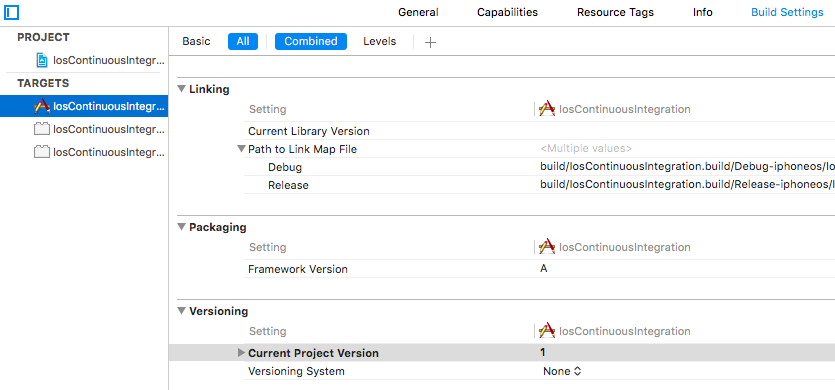 General Capabilities Resource Tags Info Build Settings
PROJECT Basic All Combined Levels
IosContinuousIntegr...
TARGETS
IosContinuousIntegr...
IosContinuousIntegr...
IosContinuousIntegr...
Linking
Setting IosContinuousIntegration
Current Library Version
Path to Link Map File <Multiple values>
Debug build/IosContinuousIntegration.build/Debug-iphoneos/Io
Release build/IosContinuousIntegration.build/Release-iphoneos/I
Packaging
Setting IosContinuousIntegration
Framework Version A
Versioning
Setting IosContinuousIntegration
Current Project Version 1
Versioning System None